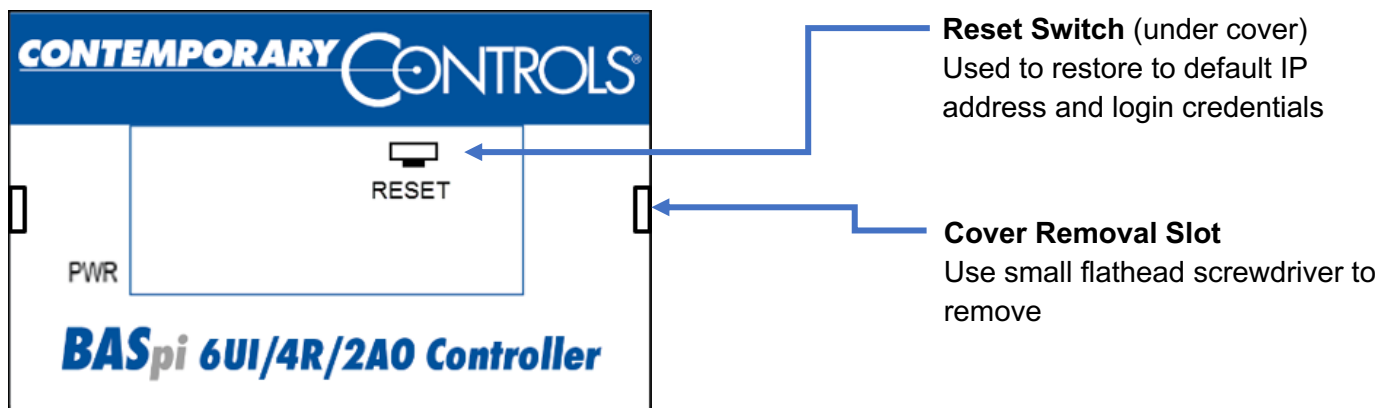 CONTEMPORARY CONTROLS®
RESET
PWR
BASpi 6UI/4R/2AO Controller
Reset Switch (under cover)
Used to restore to default IP
address and login credentials
Cover Removal Slot
Use small flathead screwdriver to
remove